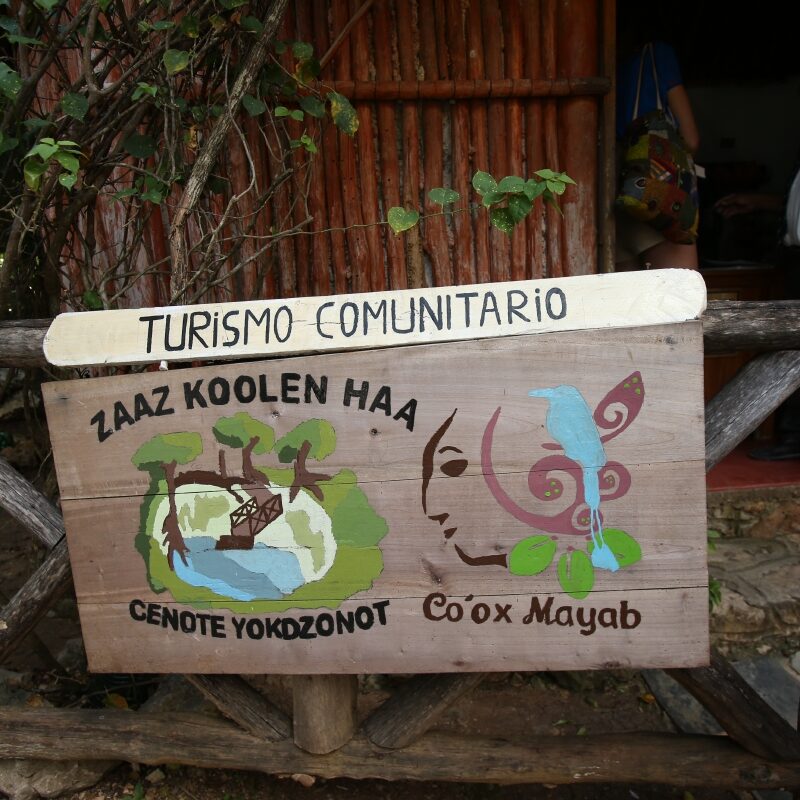 TURiSMO COMUNITARiO
ZAAZ KOOLEN HAA
CENOTE YOKDZONOT
Co'ox Mayab